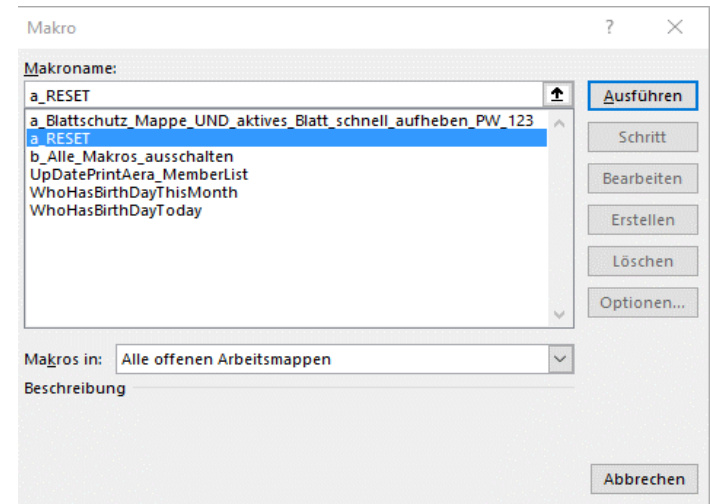 Makro
Makroname:
a_RESET
Ausführen
a_Blattschutz_Mappe_UND_aktives_Blatt_schnell_aufheben_PW_123
a_RESET
b_Alle_Makros_ausschalten
UpDatePrintAera_MemberList
WhoHasBirthDayThisMonth
WhoHasBirthDayToday
Schritt
Bearbeiten
Erstellen
Löschen
Optionen...
Makros in: Alle offenen Arbeitsmappen
Beschreibung
Abbrechen